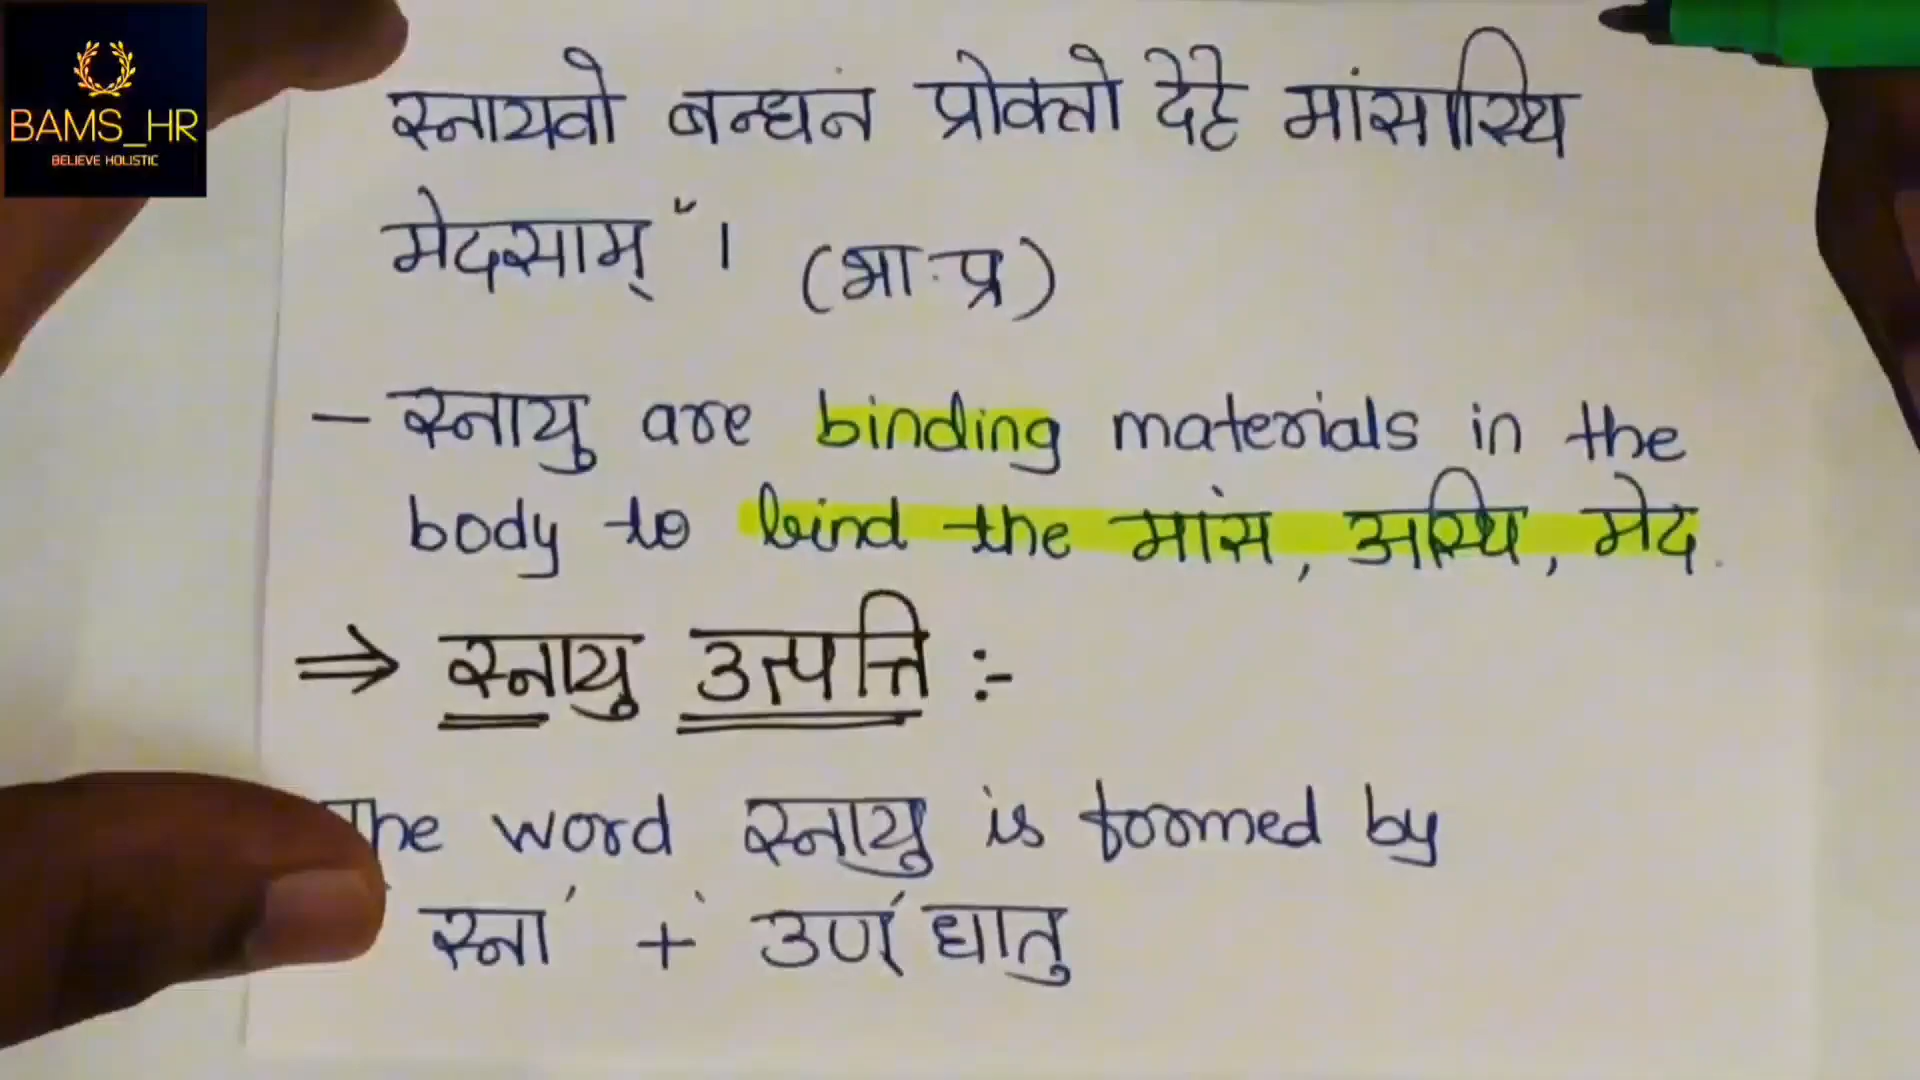 BAMS_HR
BELIEVE HOLISTIC
स्नायवो बन्धनं प्रोक्तो देहे मांसास्थि
मेदसाम्" । (भा.प्र)
- स्नायु are binding materials in the
body to bind the मांस, अस्थि, मेद.
⇒ स्नायु उत्पत्ति :-
The word स्नायु is formed by
स्ना' + 'उण्' धातु